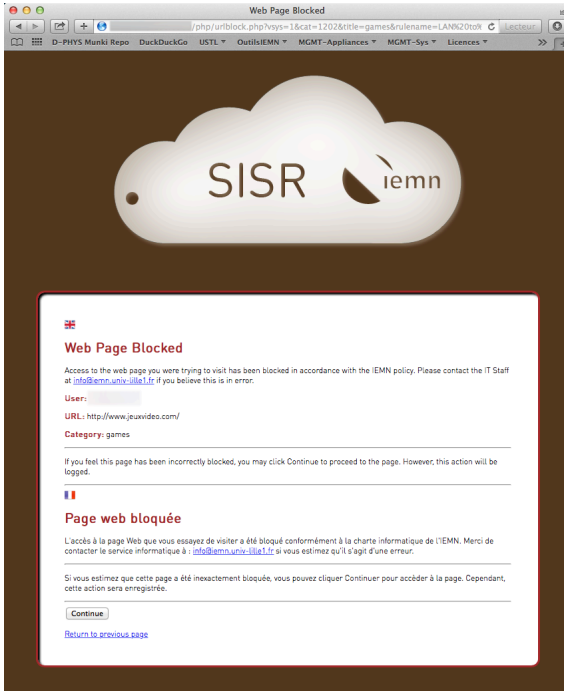 Web Page Blocked
/php/urlblock.php?vsys=1&cat=1202&title=games&rulename=LAN%20to%
Lecteur
D-PHYS Munki Repo DuckDuckGo USTL OutilsIEMN MGMT-Appliances MGMT-Sys Licences
SISR iemn
Web Page Blocked
Access to the web page you were trying to visit has been blocked in accordance with the IEMN policy. Please contact the IT Staff
at info@iemn.univ-lille1.fr if you believe this is in error.
User:
URL: http://www.jeuxvideo.com/
Category: games
If you feel this page has been incorrectly blocked, you may click Continue to proceed to the page. However, this action will be
logged.
Page web bloquée
L'accès à la page Web que vous essayez de visiter a été bloqué conformément à la charte informatique de l'IEMN. Merci de
contacter le service informatique à : info@iemn.univ-lille1.fr si vous estimez qu'il s'agit d'une erreur.
Si vous estimez que cette page a été inexactement bloquée, vous pouvez cliquer Continuer pour accéder à la page. Cependant,
cette action sera enregistrée.
Continue
Return to previous page